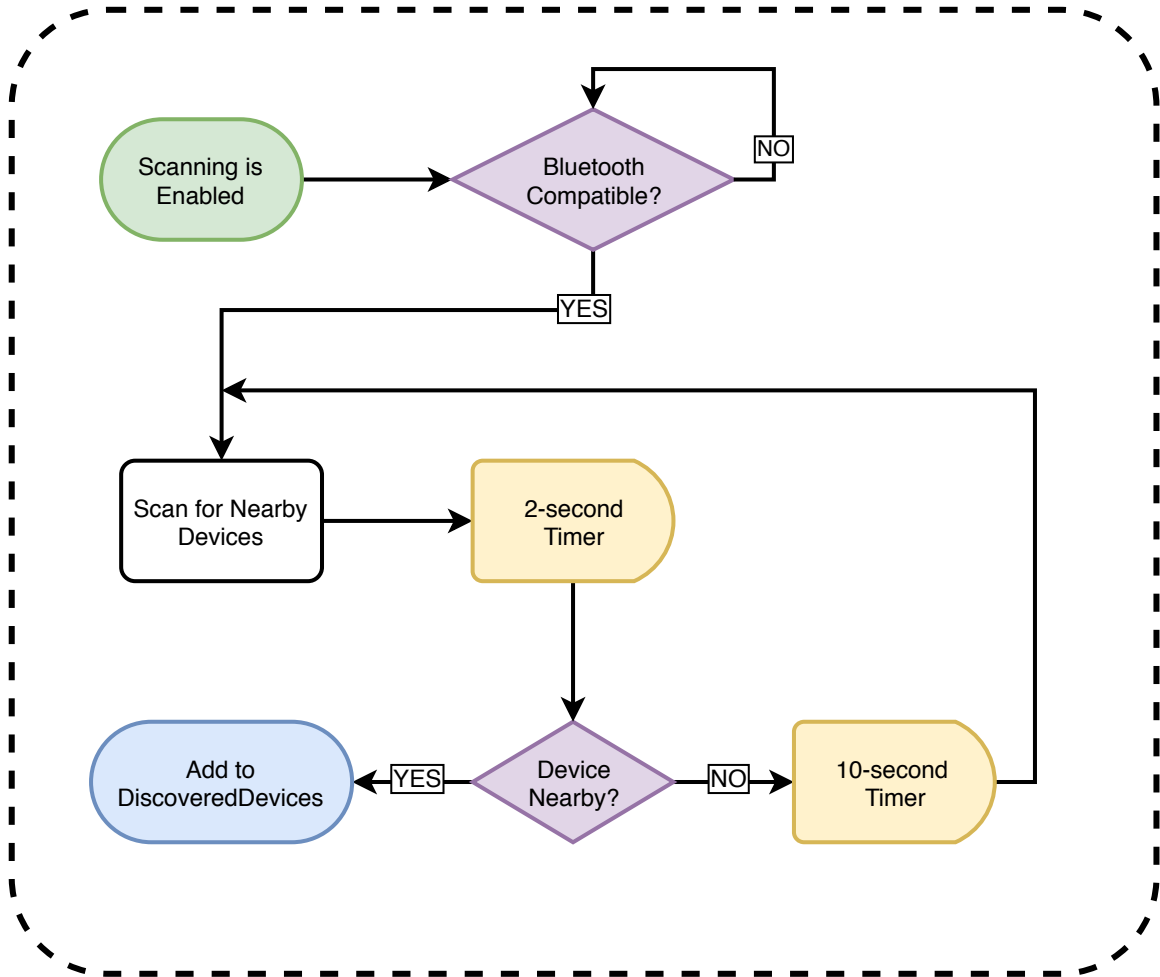 Scanning is
Enabled
Bluetooth
Compatible?
NO
YES
Scan for Nearby
Devices
2-second
Timer
Add to
DiscoveredDevices
YES
Device
Nearby?
NO
10-second
Timer